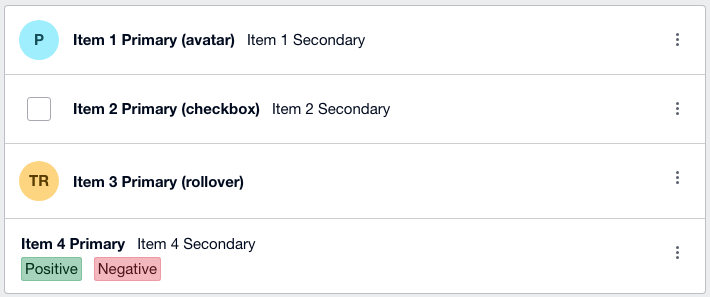 P Item 1 Primary (avatar) Item 1 Secondary
Item 2 Primary (checkbox) Item 2 Secondary
TR Item 3 Primary (rollover)
Item 4 Primary Item 4 Secondary
Positive Negative